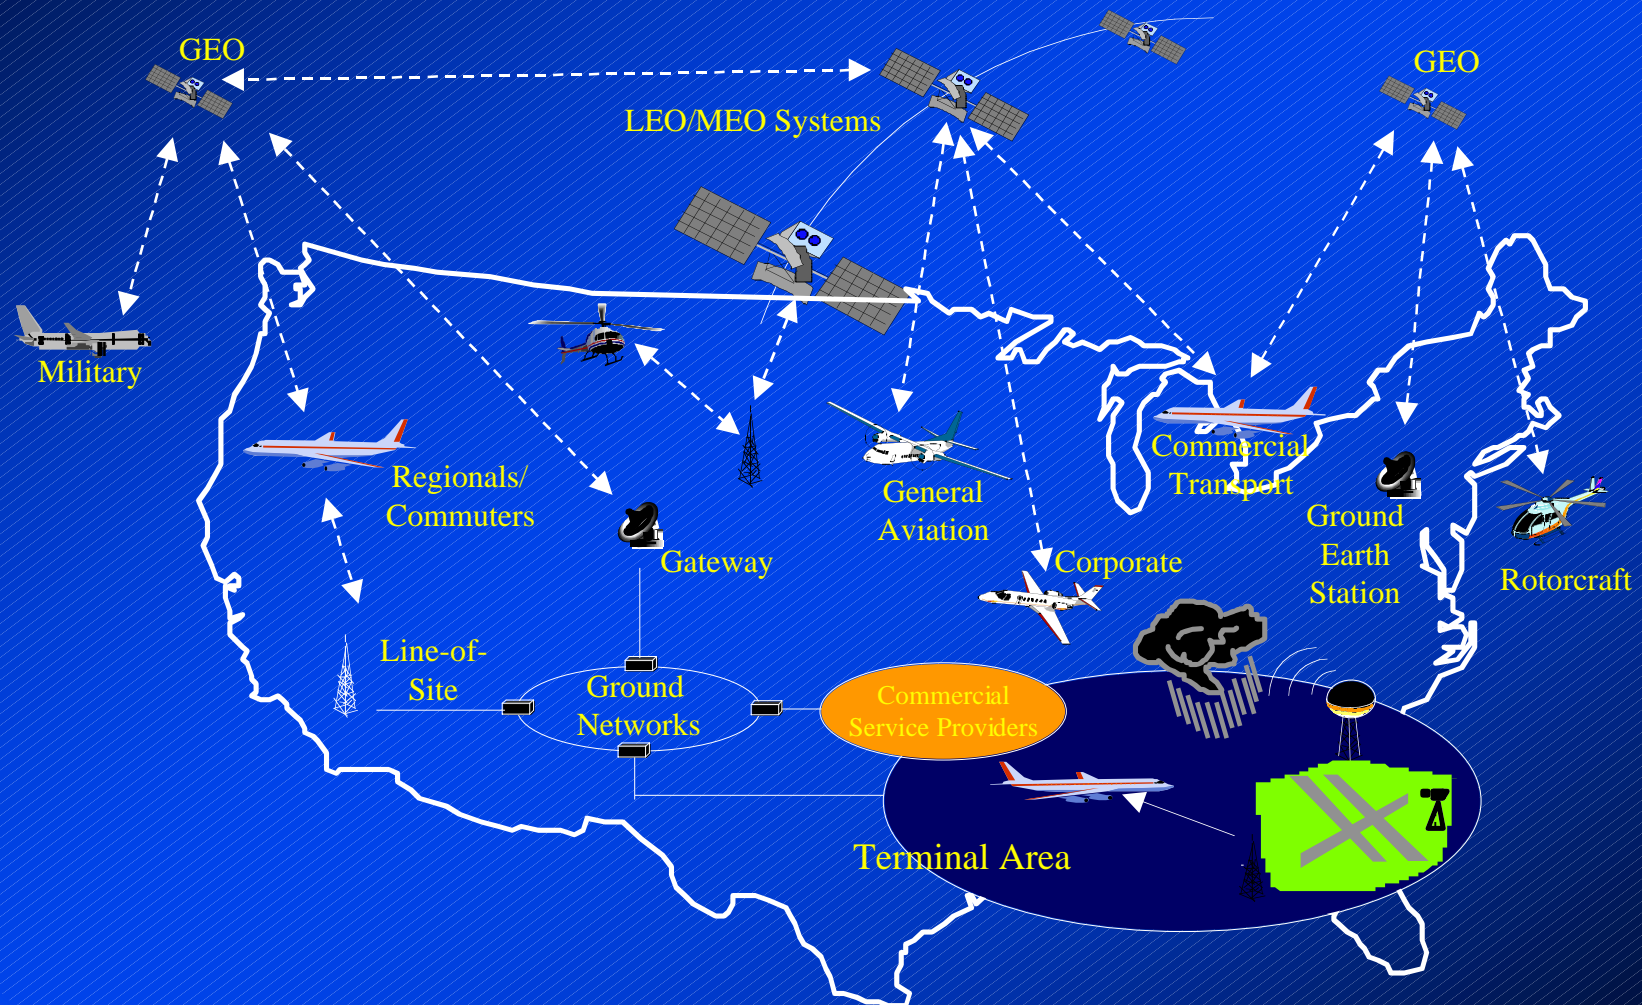 GEO
GEO
LEO/MEO Systems
Military
Regionals/
Commuters
Gateway
General
Aviation
Commercial
Transport
Ground
Earth
Station
Rotorcraft
Corporate
Line-of-
Site
Ground
Networks
Commercial
Service Providers
Terminal Area